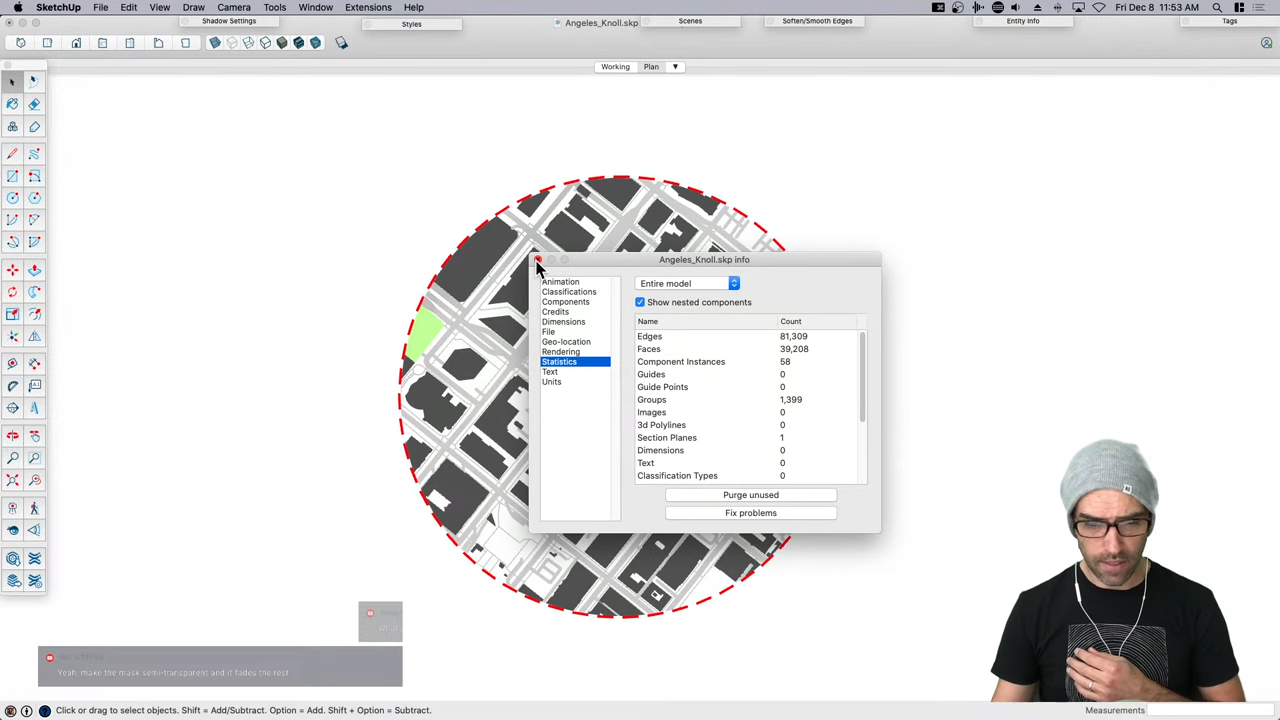 SketchUp File Edit View Draw Camera Tools Window Extensions Help Fri Dec 8 11:53 AM
Shadow Settings Styles Angeles_Knoll.skp Scenes Soften/Smooth Edges Entity Info Tags
Working Plan ▼
Angeles_Knoll.skp info
Animation
Classifications
Components
Credits
Dimensions
File
Geo-location
Rendering
Statistics
Text
Units
Entire model
Show nested components
Name Count
Edges 81,309
Faces 39,208
Component Instances 58
Guides 0
Guide Points 0
Groups 1,399
Images 0
3d Polylines 0
Section Planes 1
Dimensions 0
Text 0
Classification Types 0
Purge unused
Fix problems
Yeah, make the mask semi-transparent and it fades the rest.
Click or drag to select objects. Shift = Add/Subtract. Option = Add. Shift + Option = Subtract. Measurements